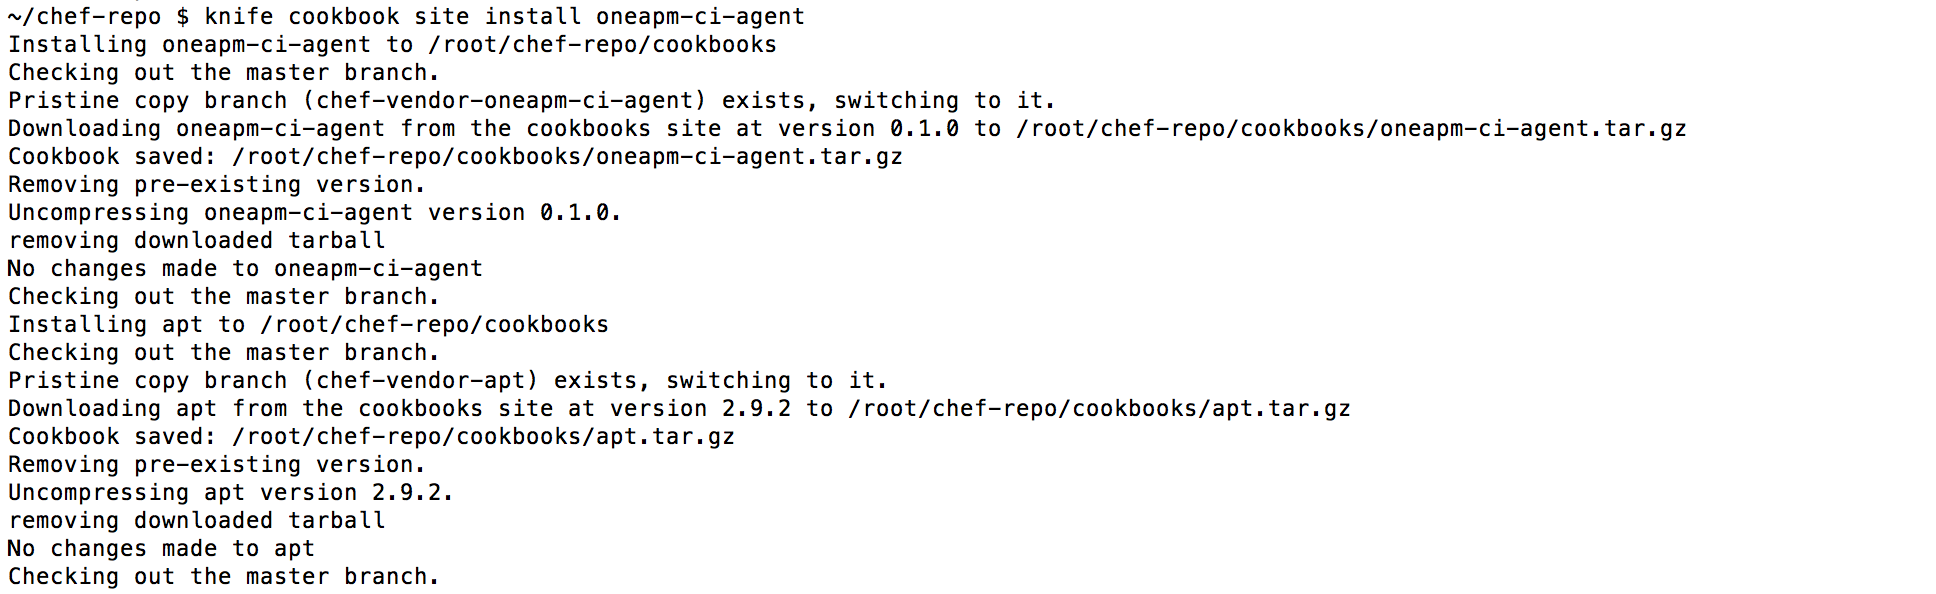 ~/chef-repo $ knife cookbook site install oneapm-ci-agent
Installing oneapm-ci-agent to /root/chef-repo/cookbooks
Checking out the master branch.
Pristine copy branch (chef-vendor-oneapm-ci-agent) exists, switching to it.
Downloading oneapm-ci-agent from the cookbooks site at version 0.1.0 to /root/chef-repo/cookbooks/oneapm-ci-agent.tar.gz
Cookbook saved: /root/chef-repo/cookbooks/oneapm-ci-agent.tar.gz
Removing pre-existing version.
Uncompressing oneapm-ci-agent version 0.1.0.
removing downloaded tarball
No changes made to oneapm-ci-agent
Checking out the master branch.
Installing apt to /root/chef-repo/cookbooks
Checking out the master branch.
Pristine copy branch (chef-vendor-apt) exists, switching to it.
Downloading apt from the cookbooks site at version 2.9.2 to /root/chef-repo/cookbooks/apt.tar.gz
Cookbook saved: /root/chef-repo/cookbooks/apt.tar.gz
Removing pre-existing version.
Uncompressing apt version 2.9.2.
removing downloaded tarball
No changes made to apt
Checking out the master branch.